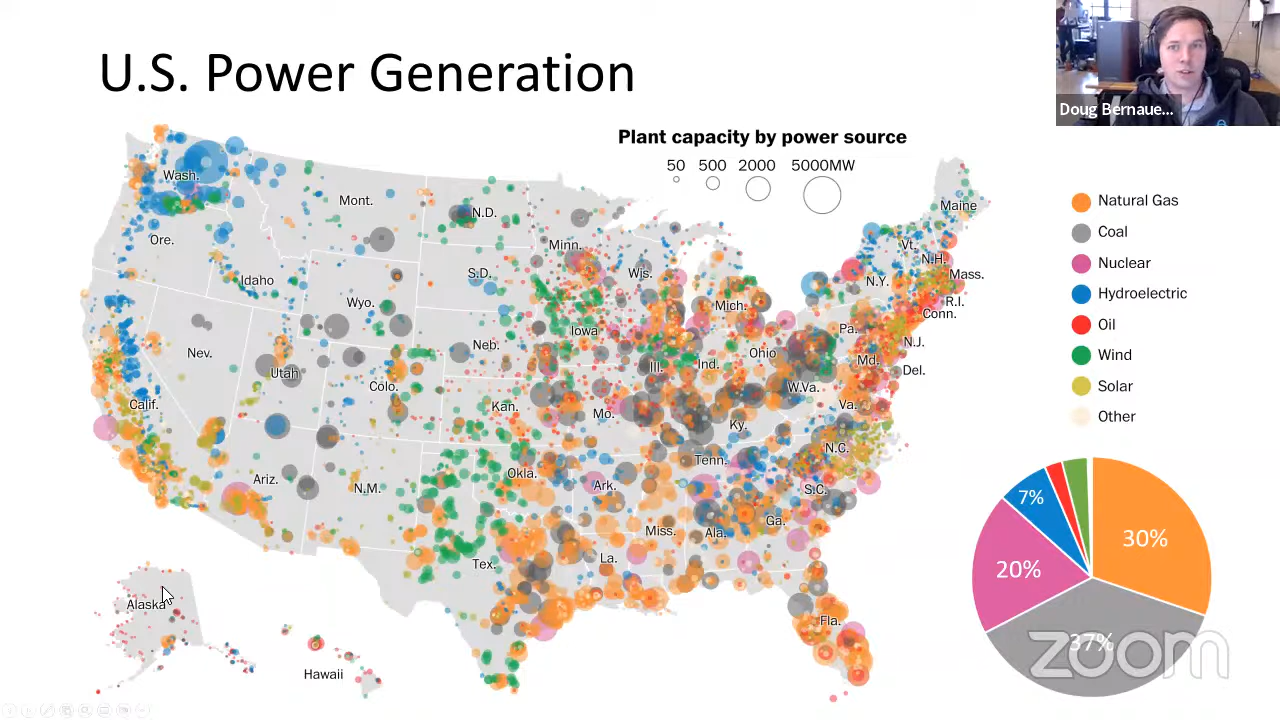 U.S. Power Generation
Doug Bernaue...
Plant capacity by power source
50 500 2000 5000MW
Natural Gas
Coal
Nuclear
Hydroelectric
Oil
Wind
Solar
Other
Wash.
Mont.
N.D.
Minn.
Maine
Ore.
Idaho
S.D.
Wis.
Vt.
N.H.
N.Y.
Mass.
Wyo.
Mich.
R.I.
Conn.
Iowa
Pa.
Nev.
Neb.
N.J.
Utah
Colo.
Ill.
Ind.
Ohio
Md.
Del.
W.Va.
Calif.
Kan.
Mo.
Ky.
Va.
Ariz.
N.M.
Okla.
Ark.
Tenn.
N.C.
S.C.
Tex.
La.
Miss.
Ala.
Ga.
Alaska
Hawaii
Fla.
7%
30%
20%
37%
zoom